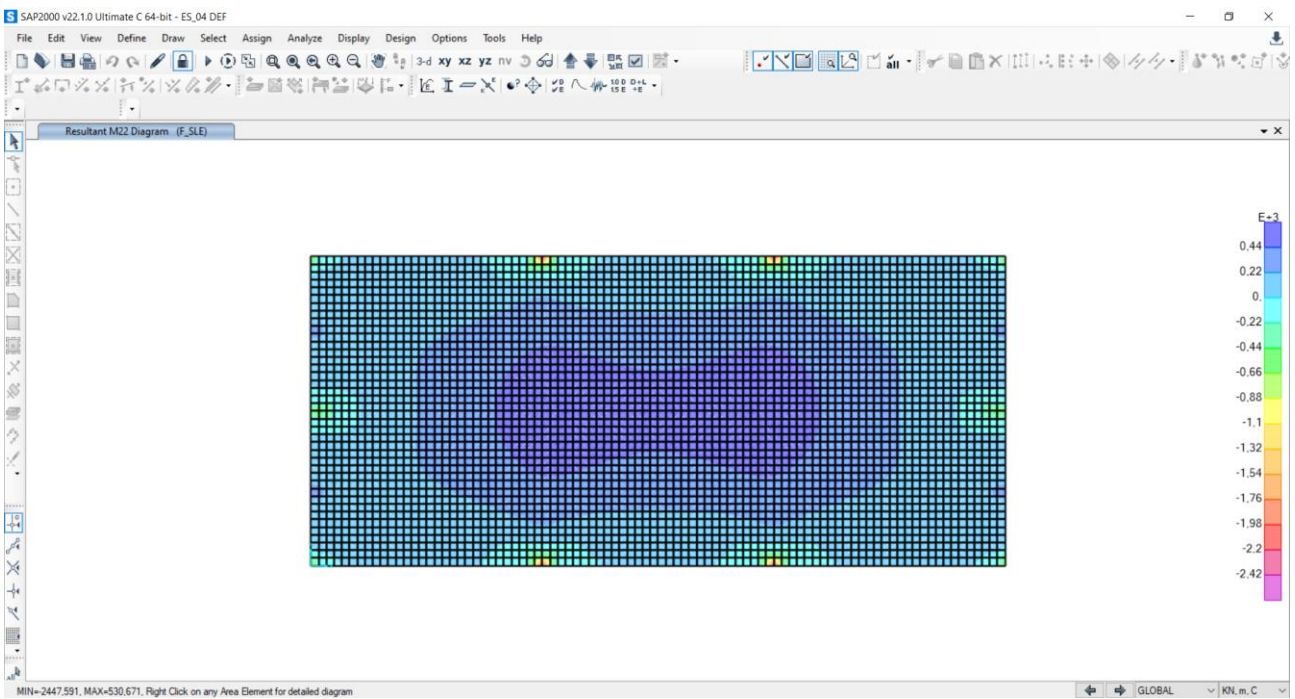 SAP2000 v22.1.0 Ultimate C 64-bit - ES_04 DEF
File Edit View Define Draw Select Assign Analyze Display Design Options Tools Help
3-d xy xz yz nv
all
Resultant M22 Diagram (F_SLE)
E+3
0,44
0,22
0,
-0,22
-0,44
-0,66
-0,88
-1,1
-1,32
-1,54
-1,76
-1,98
-2,2
-2,42
MIN=-2447,591, MAX=530,671, Right Click on any Area Element for detailed diagram
GLOBAL
KN, m, C